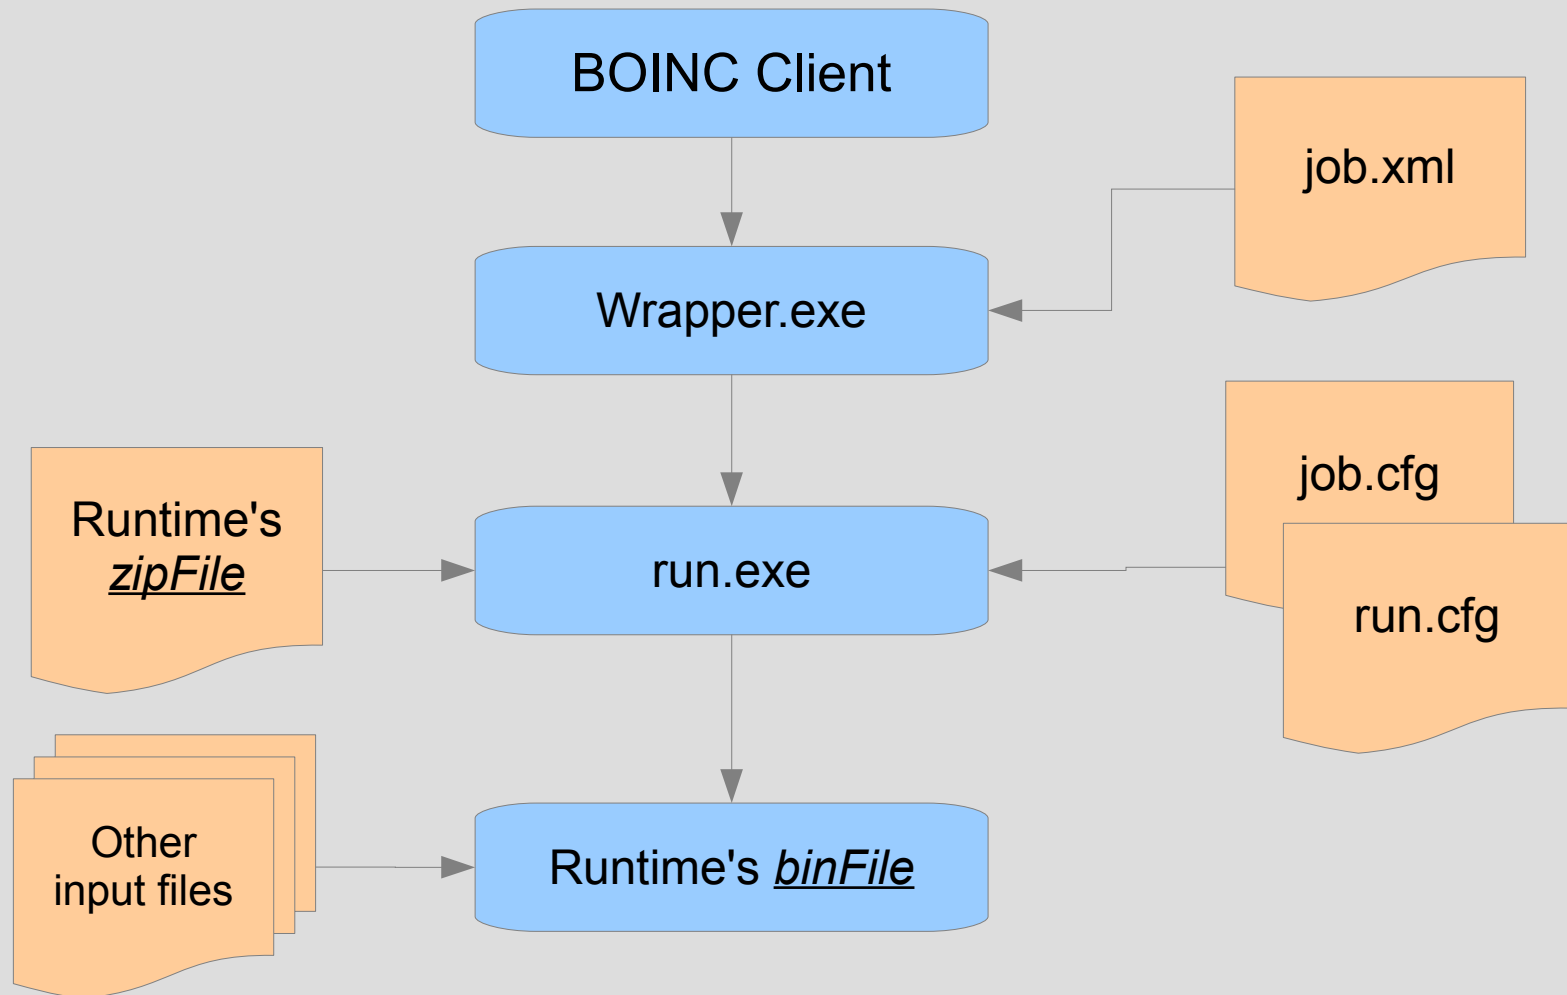 BOINC Client
job.xml
Wrapper.exe
job.cfg
Runtime's
zipFile
run.exe
run.cfg
Other
input files
Runtime's binFile